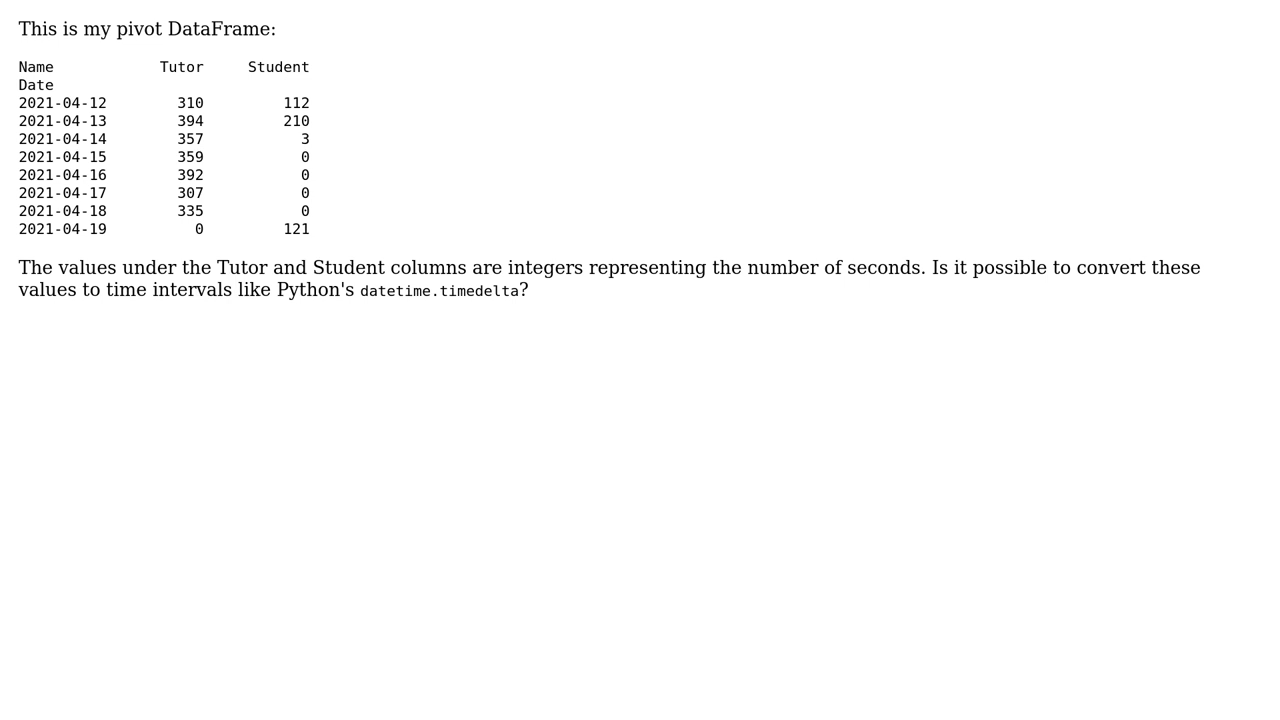 This is my pivot DataFrame:
Name            Tutor     Student
Date
2021-04-12        310         112
2021-04-13        394         210
2021-04-14        357           3
2021-04-15        359           0
2021-04-16        392           0
2021-04-17        307           0
2021-04-18        335           0
2021-04-19          0         121
The values under the Tutor and Student columns are integers representing the number of seconds. Is it possible to convert these
values to time intervals like Python's datetime.timedelta?